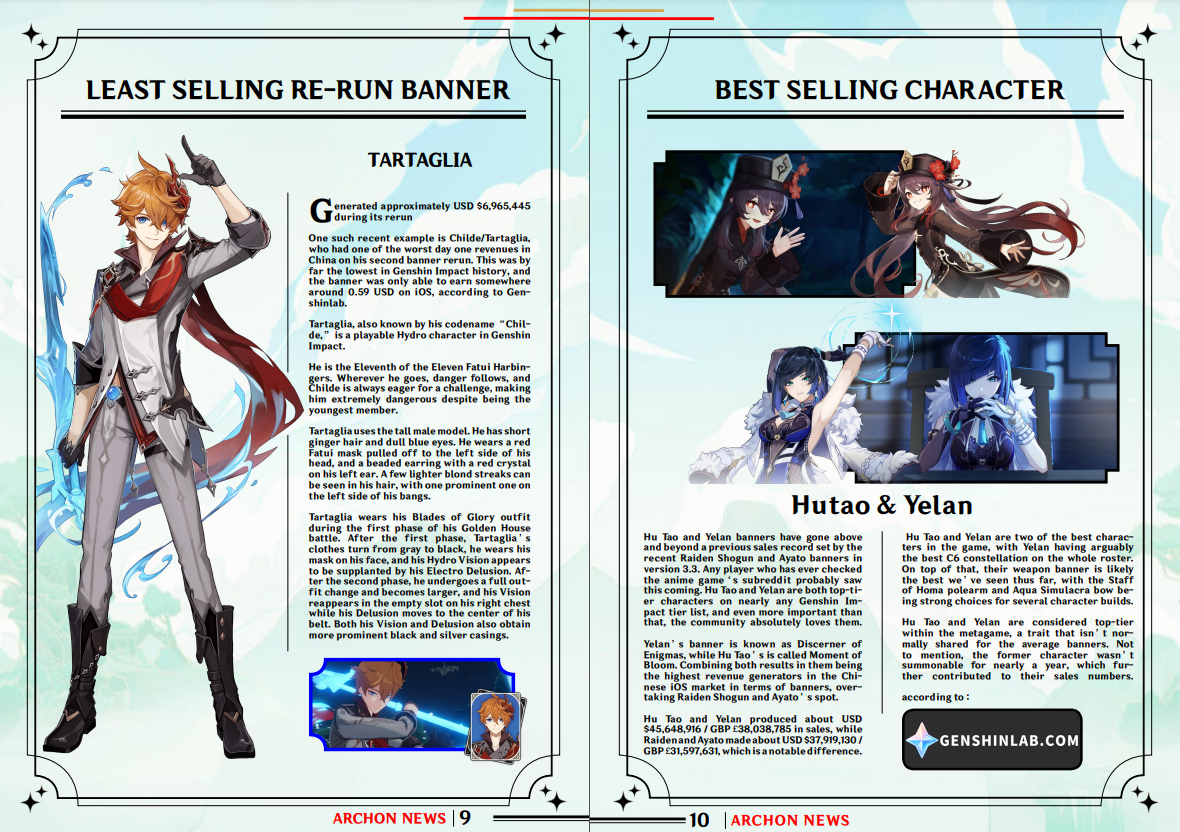 LEAST SELLING RE-RUN BANNER
TARTAGLIA
Generated approximately USD $6,965,445
during its rerun
One such recent example is Childe/Tartaglia,
who had one of the worst day one revenues in
China on his second banner rerun. This was by
far the lowest in Genshin Impact history, and
the banner was only able to earn somewhere
around 0.59 USD on iOS, according to Gen-
shinlab.
Tartaglia, also known by his codename “Chil-
de,” is a playable Hydro character in Genshin
Impact.
He is the Eleventh of the Eleven Fatui Harbin-
gers. Wherever he goes, danger follows, and
Childe is always eager for a challenge, making
him extremely dangerous despite being the
youngest member.
Tartaglia uses the tall male model. He has short
ginger hair and dull blue eyes. He wears a red
Fatui mask pulled off to the left side of his
head, and a beaded earring with a red crystal
on his left ear. A few lighter blond streaks can
be seen in his hair, with one prominent one on
the left side of his bangs.
Tartaglia wears his Blades of Glory outfit
during the first phase of his Golden House
battle. After the first phase, Tartaglia’s
clothes turn from gray to black, he wears his
mask on his face, and his Hydro Vision appears
to be supplanted by his Electro Delusion. Af-
ter the second phase, he undergoes a full out-
fit change and becomes larger, and his Vision
reappears in the empty slot on his right chest
while his Delusion moves to the center of his
belt. Both his Vision and Delusion also obtain
more prominent black and silver casings.
ARCHON NEWS 9
BEST SELLING CHARACTER
Hutao & Yelan
Hu Tao and Yelan banners have gone above
and beyond a previous sales record set by the
recent Raiden Shogun and Ayato banners in
version 3.3. Any player who has ever checked
the anime game‘s subreddit probably saw
this coming. Hu Tao and Yelan are both top-ti-
er characters on nearly any Genshin Im-
pact tier list, and even more important than
that, the community absolutely loves them.
Yelan’s banner is known as Discerner of
Enigmas, while Hu Tao’s is called Moment of
Bloom. Combining both results in them being
the highest revenue generators in the Chi-
nese iOS market in terms of banners, over-
taking Raiden Shogun and Ayato’s spot.
Hu Tao and Yelan produced about USD
$45,648,916 / GBP £38,038,785 in sales, while
Raiden and Ayato made about USD $37,919,130 /
GBP £31,597,631, which is a notable difference.
Hu Tao and Yelan are two of the best charac-
ters in the game, with Yelan having arguably
the best C6 constellation on the whole roster.
On top of that, their weapon banner is likely
the best we’ve seen thus far, with the Staff
of Homa polearm and Aqua Simulacra bow be-
ing strong choices for several character builds.
Hu Tao and Yelan are considered top-tier
within the metagame, a trait that isn’t nor-
mally shared for the average banners. Not
to mention, the former character wasn’t
summonable for nearly a year, which fur-
ther contributed to their sales numbers.
according to :
GENSHINLAB.COM
10 ARCHON NEWS